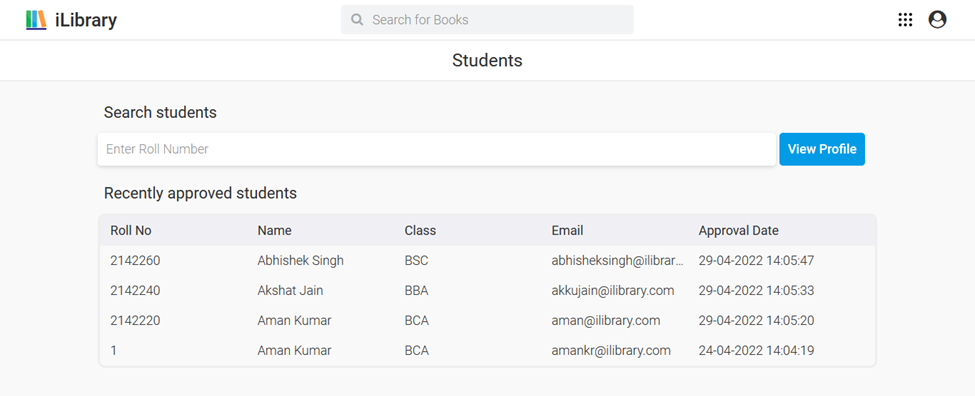 iLibrary Search for Books
Students
Search students
Enter Roll Number View Profile
Recently approved students
Roll No Name Class Email Approval Date
2142260 Abhishek Singh BSC abhisheksingh@ilibrar... 29-04-2022 14:05:47
2142240 Akshat Jain BBA akkujain@ilibrary.com 29-04-2022 14:05:33
2142220 Aman Kumar BCA aman@ilibrary.com 29-04-2022 14:05:20
1 Aman Kumar BCA amankr@ilibrary.com 24-04-2022 14:04:19